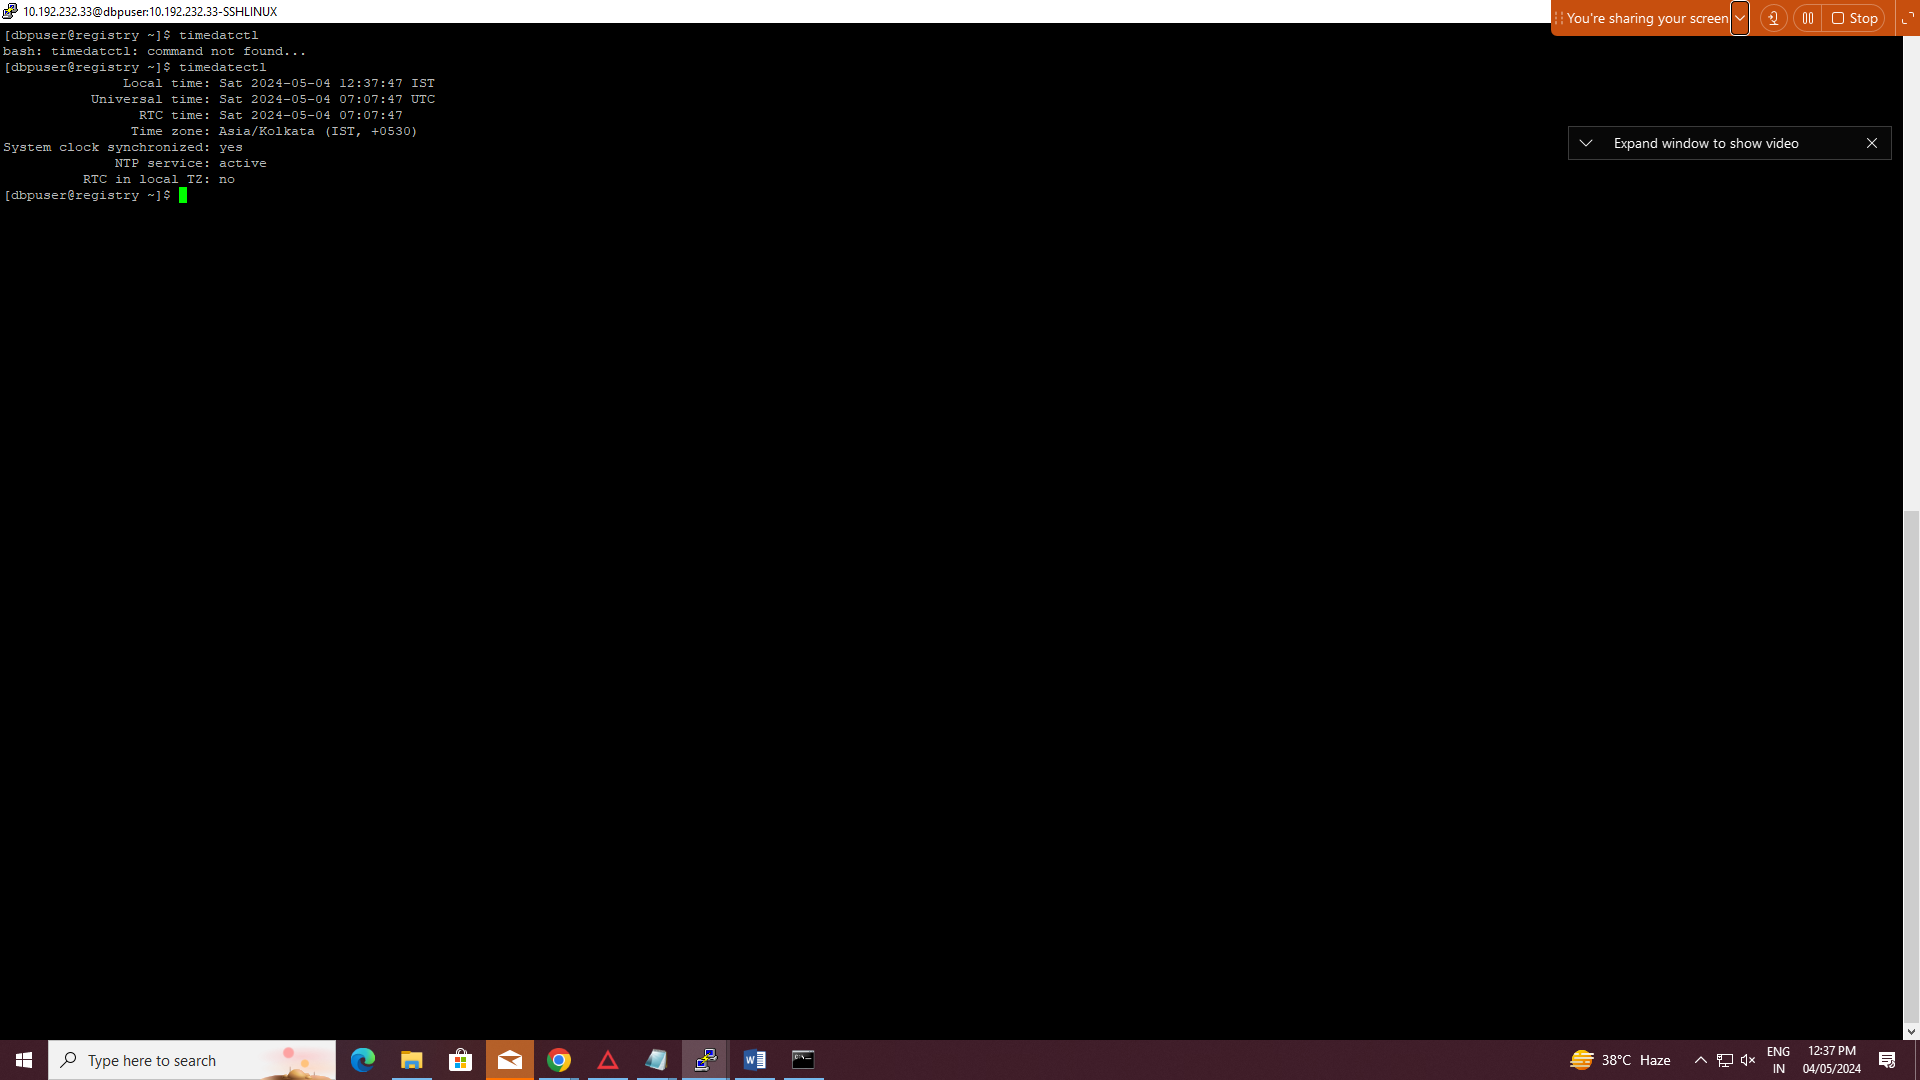 10.192.232.33@dbpuser:10.192.232.33-SSHLINUX
You're sharing your screen
Stop
[dbpuser@registry ~]$ timedatctl
bash: timedatctl: command not found...
[dbpuser@registry ~]$ timedatectl
Local time: Sat 2024-05-04 12:37:47 IST
Universal time: Sat 2024-05-04 07:07:47 UTC
RTC time: Sat 2024-05-04 07:07:47
Time zone: Asia/Kolkata (IST, +0530)
System clock synchronized: yes
NTP service: active
RTC in local TZ: no
[dbpuser@registry ~]$
Expand window to show video
Type here to search
38°C Haze
ENG
IN
12:37 PM
04/05/2024